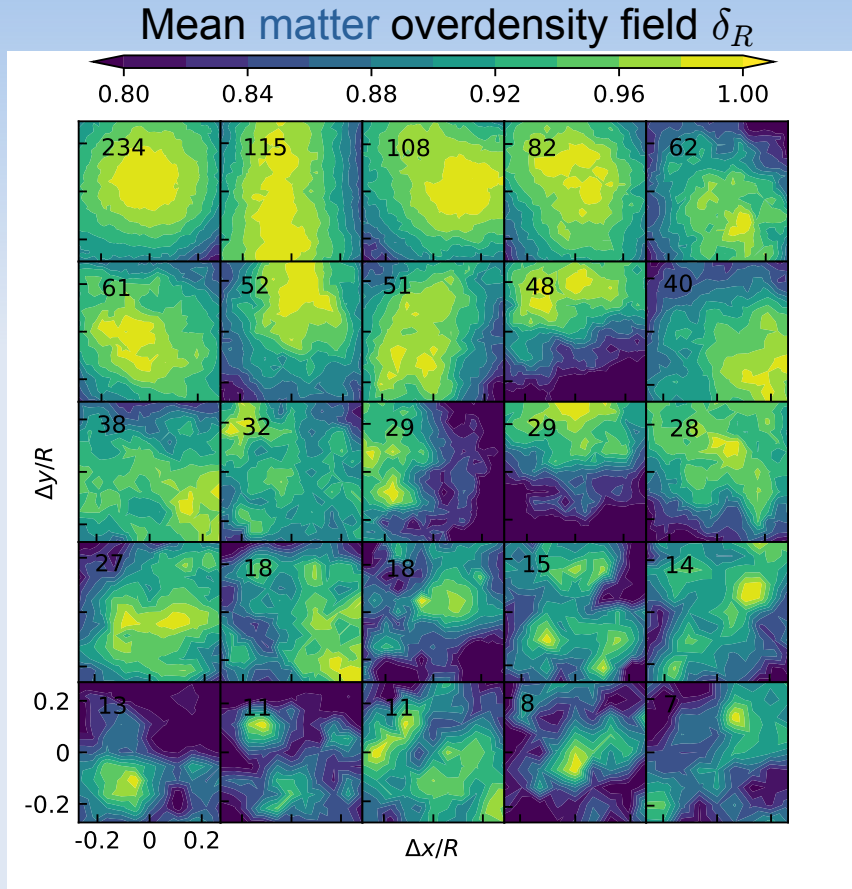 Mean matter overdensity field δ_R
0.80 0.84 0.88 0.92 0.96 1.00
234 115 108 82 62
61 52 51 48 40
38 32 29 29 28
27 18 18 15 14
13 11 11 8 7
Δy/R
0.2
0
-0.2
-0.2 0 0.2
Δx/R